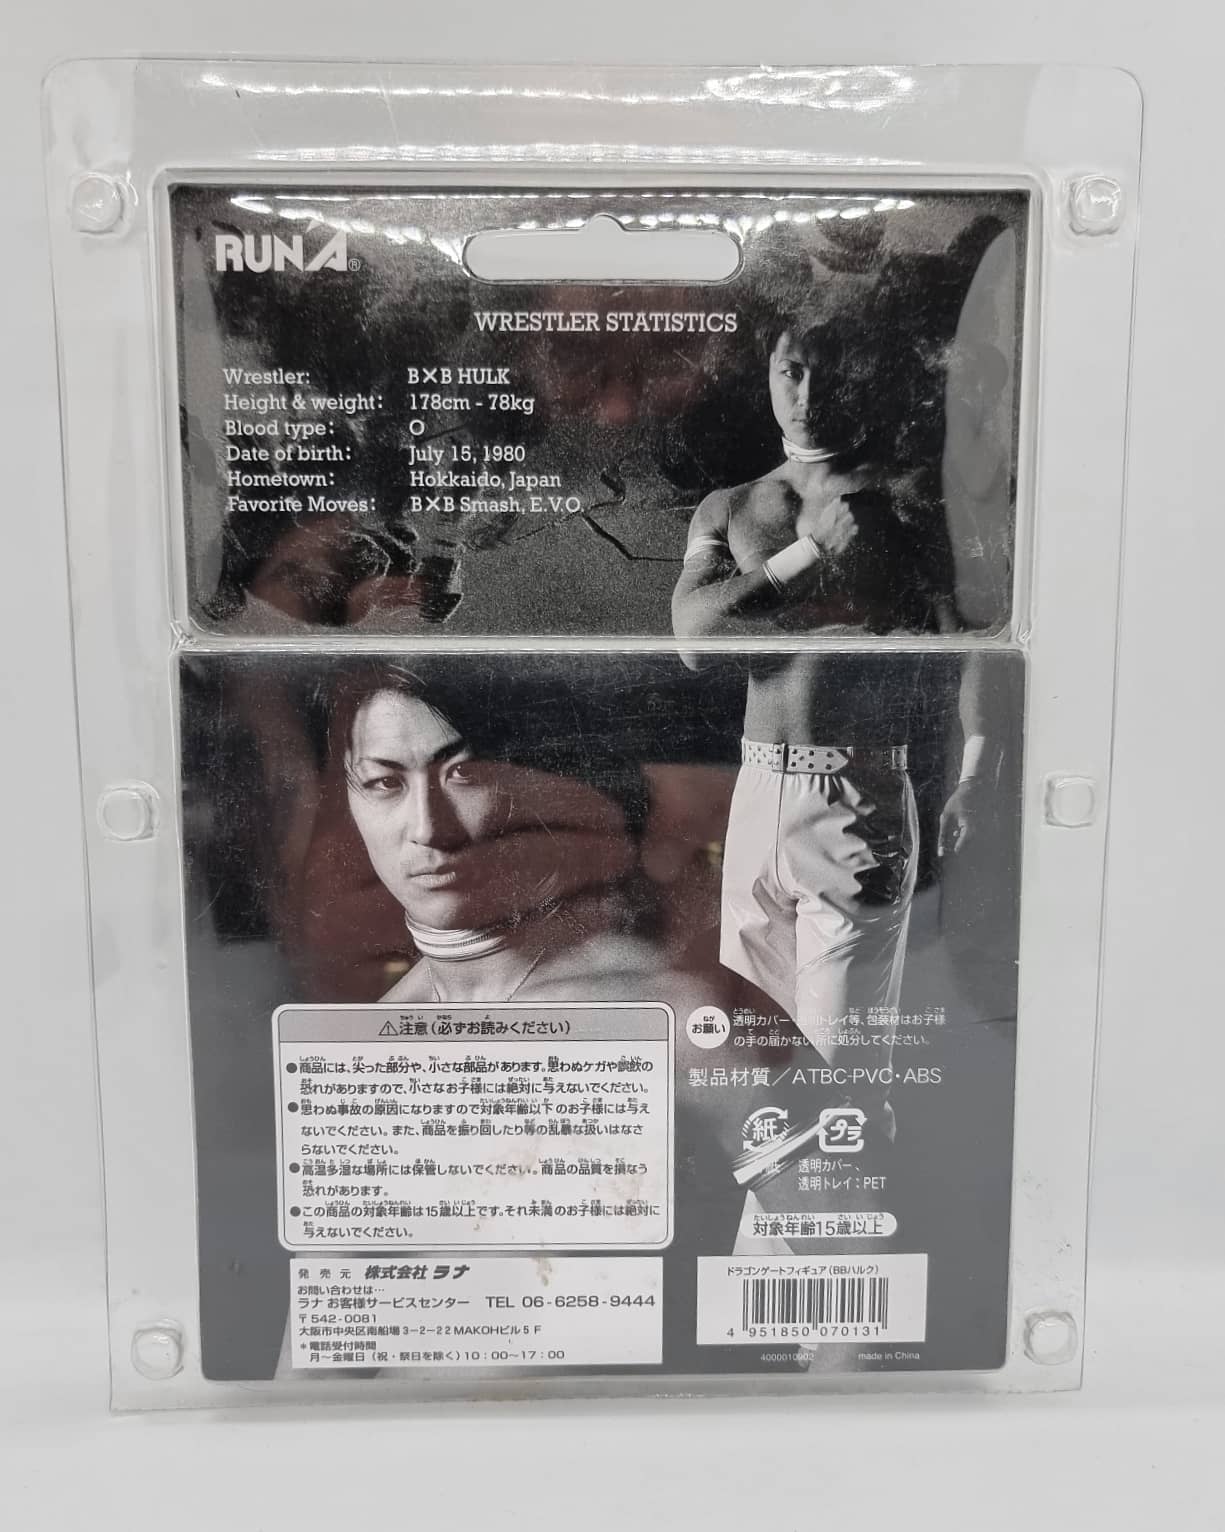 RUN'A®
WRESTLER STATISTICS
Wrestler: B×B HULK
Height & weight: 178cm - 78kg
Blood type: O
Date of birth: July 15, 1980
Hometown: Hokkaido, Japan
Favorite Moves: B×B Smash, E.V.O.
⚠注意（必ずお読みください）
●商品には、尖った部分や、小さな部品があります。思わぬケガや誤飲の
恐れがありますので、小さなお子様には絶対に与えないでください。
●思わぬ事故の原因になりますので対象年齢以下のお子様には与え
ないでください。また、商品を振り回したり等の乱暴な扱いはなさ
らないでください。
●高温多湿な場所には保管しないでください。商品の品質を損なう
恐れがあります。
●この商品の対象年齢は15歳以上です。それ未満のお子様には絶対に
与えないでください。
お願い
透明カバー・トレイ等、包装材はお子様
の手の届かない所に処分してください。
製品材質／ATBC-PVC・ABS
紙 プラ
透明カバー、
透明トレイ：PET
対象年齢15歳以上
発売元 株式会社ラナ
お問い合わせは…
ラナ お客様サービスセンター TEL 06-6258-9444
〒542-0081
大阪市中央区南船場3-2-22 MAKOHビル5F
＊電話受付時間
月～金曜日（祝・祭日を除く）10：00～17：00
ドラゴンゲートフィギュア（BBハルク）
4 951850 070131
4000010902 made in China